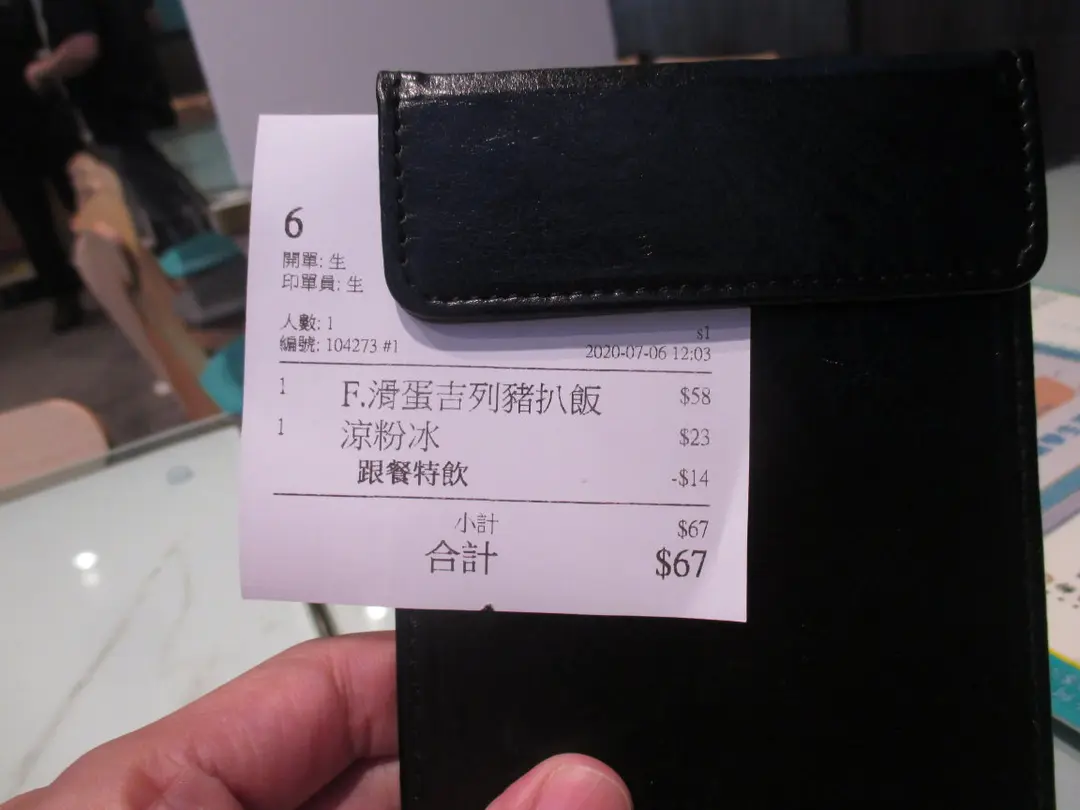 6
開單: 生
印單員: 生
人數: 1
s1
編號: 104273 #1 2020-07-06 12:03
1 F.滑蛋吉列豬扒飯 $58
1 涼粉冰 $23
跟餐特飲 -$14
小計 $67
合計 $67